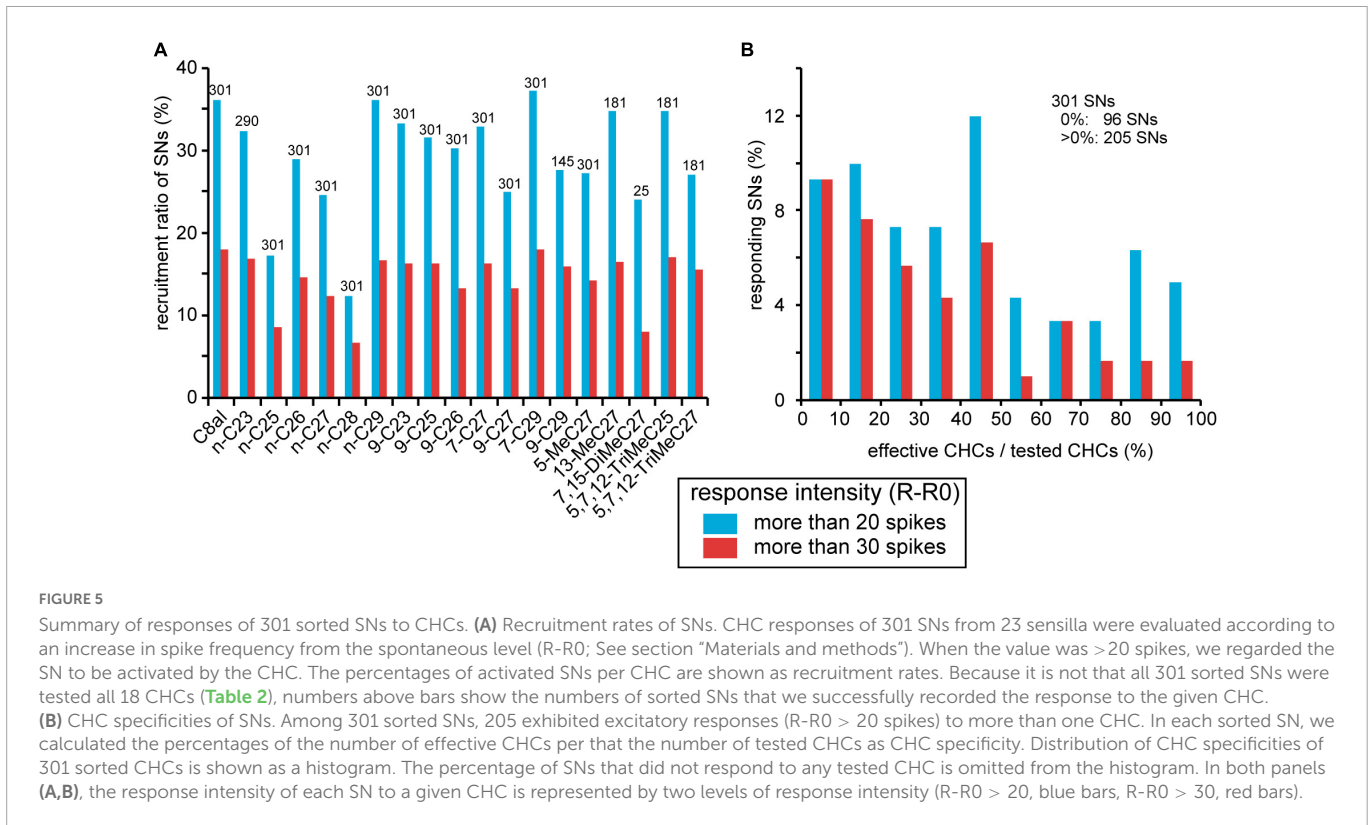 A
40
30
20
10
0
recruitment ratio of SNs (%)
301
290
301
301
301
301
301
301
301
301
301
301
301
145
301
181
25
181
181
C8al
n-C23
n-C25
n-C26
n-C27
n-C28
n-C29
9-C23
9-C25
9-C26
7-C27
9-C27
7-C29
9-C29
5-MeC27
13-MeC27
7,15-DiMeC27
5,7,12-TriMeC25
5,7,12-TriMeC27
B
12
8
4
0
responding SNs (%)
301 SNs
0%: 96 SNs
>0%: 205 SNs
0 10 20 30 40 50 60 70 80 90 100
effective CHCs / tested CHCs (%)
response intensity (R-R0)
more than 20 spikes
more than 30 spikes
FIGURE 5
Summary of responses of 301 sorted SNs to CHCs. (A) Recruitment rates of SNs. CHC responses of 301 SNs from 23 sensilla were evaluated according to
an increase in spike frequency from the spontaneous level (R-R0; See section “Materials and methods”). When the value was >20 spikes, we regarded the
SN to be activated by the CHC. The percentages of activated SNs per CHC are shown as recruitment rates. Because it is not that all 301 sorted SNs were
tested all 18 CHCs (Table 2), numbers above bars show the numbers of sorted SNs that we successfully recorded the response to the given CHC.
(B) CHC specificities of SNs. Among 301 sorted SNs, 205 exhibited excitatory responses (R-R0 > 20 spikes) to more than one CHC. In each sorted SN, we
calculated the percentages of the number of effective CHCs per that the number of tested CHCs as CHC specificity. Distribution of CHC specificities of
301 sorted CHCs is shown as a histogram. The percentage of SNs that did not respond to any tested CHC is omitted from the histogram. In both panels
(A,B), the response intensity of each SN to a given CHC is represented by two levels of response intensity (R-R0 > 20, blue bars, R-R0 > 30, red bars).